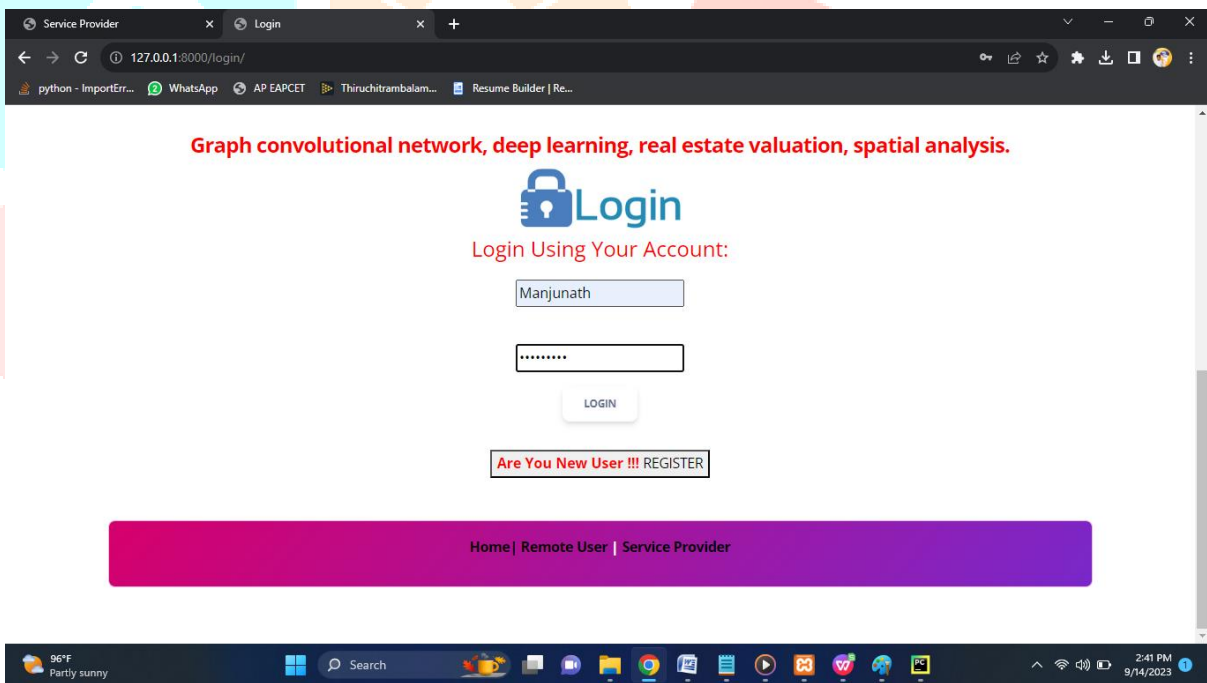 Service Provider
Login
127.0.0.1:8000/login/
python - ImportErr...
WhatsApp
AP EAPCET
Thiruchitrambalam...
Resume Builder | Re...
Graph convolutional network, deep learning, real estate valuation, spatial analysis.
Login
Login Using Your Account:
Manjunath
•••••••••
LOGIN
Are You New User !!! REGISTER
Home| Remote User | Service Provider
96°F
Partly sunny
Search
2:41 PM
9/14/2023
1